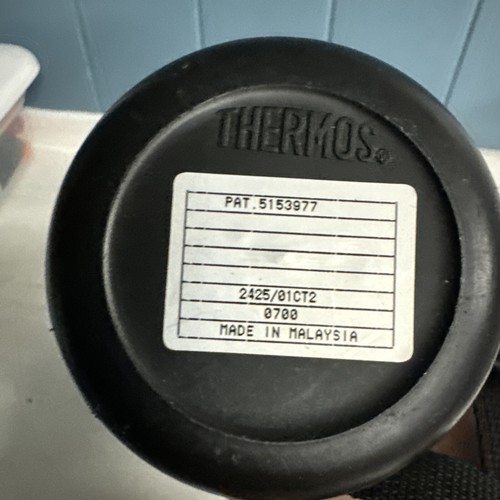 THERMOS®
PAT.5153977
2425/01CT2
0700
MADE IN MALAYSIA